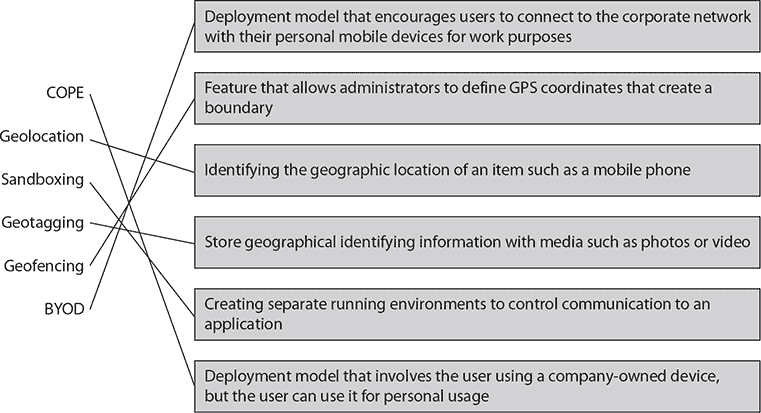 COPE
Geolocation
Sandboxing
Geotagging
Geofencing
BYOD
Deployment model that encourages users to connect to the corporate network
with their personal mobile devices for work purposes
Feature that allows administrators to define GPS coordinates that create a
boundary
Identifying the geographic location of an item such as a mobile phone
Store geographical identifying information with media such as photos or video
Creating separate running environments to control communication to an
application
Deployment model that involves the user using a company-owned device,
but the user can use it for personal usage